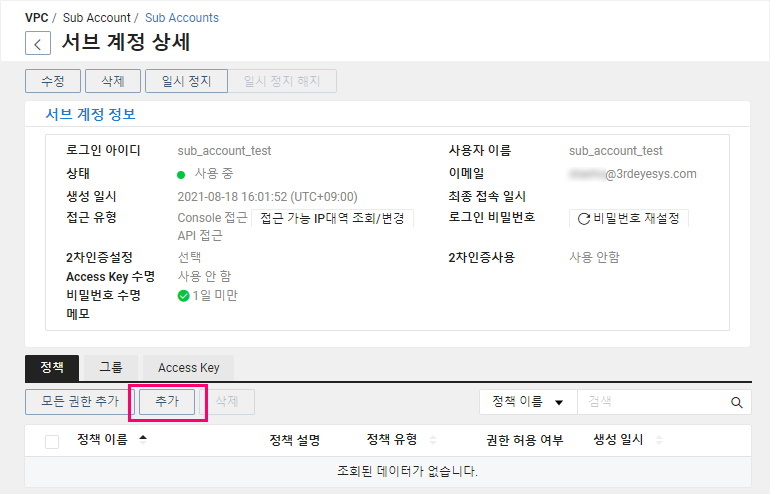 VPC / Sub Account / Sub Accounts
서브 계정 상세
수정 삭제 일시 정지 일시 정지 해지
서브 계정 정보
로그인 아이디 sub_account_test 사용자 이름 sub_account_test
상태 사용 중 이메일 @3rdeyesys.com
생성 일시 2021-08-18 16:01:52 (UTC+09:00) 최종 접속 일시
접근 유형 Console 접근 접근 가능 IP대역 조회/변경 로그인 비밀번호 비밀번호 재설정
API 접근
2차인증설정 선택 2차인증사용 사용 안함
Access Key 수명 사용 안 함
비밀번호 수명 1일 미만
메모
정책 그룹 Access Key
모든 권한 추가 추가 삭제 정책 이름 검색
정책 이름 정책 설명 정책 유형 권한 허용 여부 생성 일시
조회된 데이터가 없습니다.